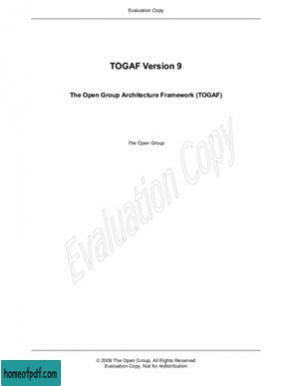 Evaluation Copy
TOGAF Version 9
The Open Group Architecture Framework (TOGAF)
The Open Group
Evaluation Copy
© 2009 The Open Group, All Rights Reserved
Evaluation Copy. Not for redistribution
homeofpdf.com